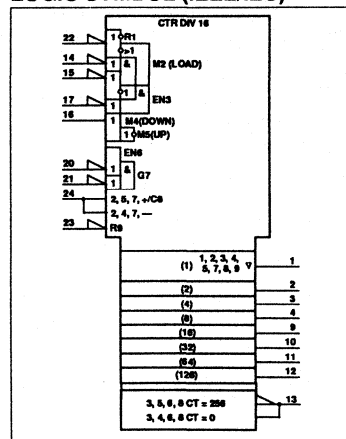 LOGIC SYMBOL (IEEE/IEC)
CTR DIV 16
22
1
R1
>1
14
1
&
M2 (LOAD)
15
1
1
&
17
1
EN3
16
1
M4(DOWN)
1
M5(UP)
EN6
20
1
&
G7
21
1
24
2, 5, 7, +/C8
2, 4, 7, —
23
R9
(1)
1, 2, 3, 4,
5, 7, 8, 9
▽
1
(2)
2
(4)
3
(8)
4
(16)
9
(32)
10
(64)
11
(128)
12
3, 5, 6, 8 CT = 256
13
3, 4, 6, 8 CT = 0